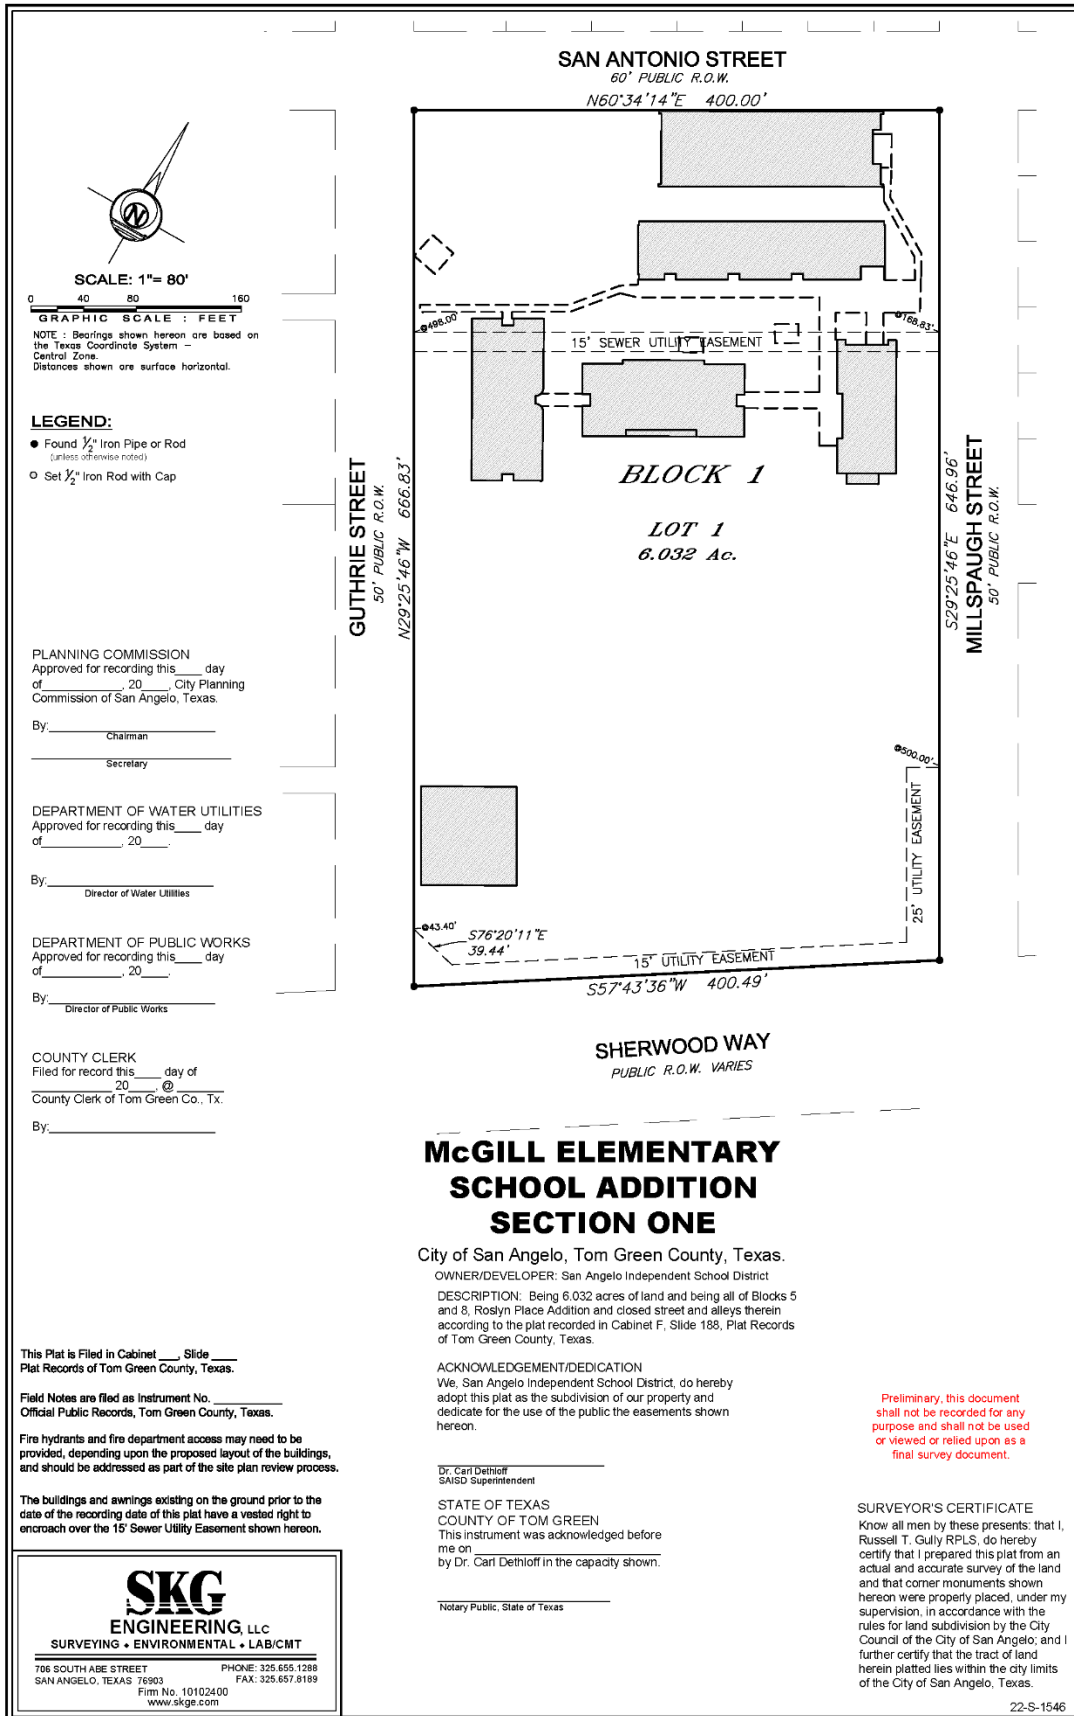 SAN ANTONIO STREET
60' PUBLIC R.O.W.
N60°34'14"E 400.00'
N
SCALE: 1"= 80'
0 40 80 160
GRAPHIC SCALE : FEET
NOTE : Bearings shown hereon are based on
the Texas Coordinate System –
Central Zone.
Distances shown are surface horizontal.
LEGEND:
● Found 1/2" Iron Pipe or Rod
(unless otherwise noted)
○ Set 1/2" Iron Rod with Cap
@498.00'
@168.83'
15' SEWER UTILITY EASEMENT
BLOCK 1
LOT 1
6.032 Ac.
GUTHRIE STREET
50' PUBLIC R.O.W.
N29°25'46"W 666.83'
S29°25'46"E 646.96'
MILLSPAUGH STREET
50' PUBLIC R.O.W.
@500.00'
25' UTILITY EASEMENT
@43.40'
S76°20'11"E
39.44'
15' UTILITY EASEMENT
S57°43'36"W 400.49'
SHERWOOD WAY
PUBLIC R.O.W. VARIES
PLANNING COMMISSION
Approved for recording this____ day
of____________, 20____, City Planning
Commission of San Angelo, Texas.
By:
Chairman
Secretary
DEPARTMENT OF WATER UTILITIES
Approved for recording this____ day
of____________, 20____.
By:
Director of Water Utilities
DEPARTMENT OF PUBLIC WORKS
Approved for recording this____ day
of____________, 20____.
By:
Director of Public Works
COUNTY CLERK
Filed for record this____ day of
____________ 20____, @ _______
County Clerk of Tom Green Co., Tx.
By:
McGILL ELEMENTARY
SCHOOL ADDITION
SECTION ONE
City of San Angelo, Tom Green County, Texas.
OWNER/DEVELOPER: San Angelo Independent School District
DESCRIPTION: Being 6.032 acres of land and being all of Blocks 5
and 8, Roslyn Place Addition and closed street and alleys therein
according to the plat recorded in Cabinet F, Slide 188, Plat Records
of Tom Green County, Texas.
ACKNOWLEDGEMENT/DEDICATION
We, San Angelo Independent School District, do hereby
adopt this plat as the subdivision of our property and
dedicate for the use of the public the easements shown
hereon.
Dr. Carl Dethloff
SAISD Superintendent
STATE OF TEXAS
COUNTY OF TOM GREEN
This instrument was acknowledged before
me on
by Dr. Carl Dethloff in the capacity shown.
Notary Public, State of Texas
This Plat is Filed in Cabinet ___, Slide ____
Plat Records of Tom Green County, Texas.
Field Notes are filed as Instrument No. __________
Official Public Records, Tom Green County, Texas.
Fire hydrants and fire department access may need to be
provided, depending upon the proposed layout of the buildings,
and should be addressed as part of the site plan review process.
The buildings and awnings existing on the ground prior to the
date of the recording date of this plat have a vested right to
encroach over the 15' Sewer Utility Easement shown hereon.
Preliminary, this document
shall not be recorded for any
purpose and shall not be used
or viewed or relied upon as a
final survey document.
SURVEYOR'S CERTIFICATE
Know all men by these presents: that I,
Russell T. Gully RPLS, do hereby
certify that I prepared this plat from an
actual and accurate survey of the land
and that corner monuments shown
hereon were properly placed, under my
supervision, in accordance with the
rules for land subdivision by the City
Council of the City of San Angelo; and I
further certify that the tract of land
herein platted lies within the city limits
of the City of San Angelo, Texas.
SKG
ENGINEERING, LLC
SURVEYING ♦ ENVIRONMENTAL ♦ LAB/CMT
706 SOUTH ABE STREET PHONE: 325.655.1288
SAN ANGELO, TEXAS 76903 FAX: 325.657.8189
Firm No. 10102400
www.skge.com
22-S-1546